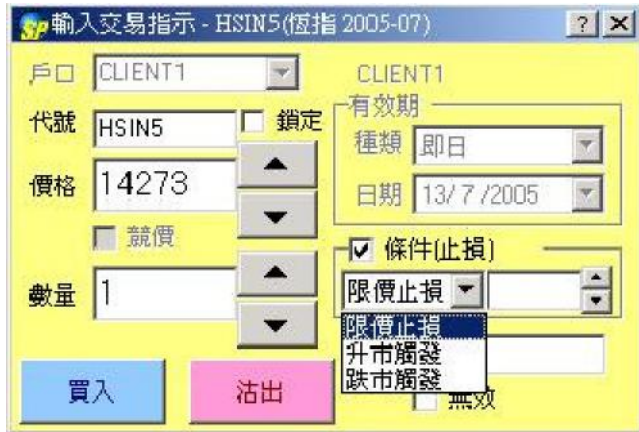 SP 輸入交易指示 - HSIN5(恆指 2005-07)
戶口 CLIENT1 CLIENT1
代號 HSIN5 鎖定
有效期
種類 即日
價格 14273
日期 13/7/2005
競價
條件(止損)
數量 1
限價止損
限價止損
升市觸發
跌市觸發
買入 沽出 無效